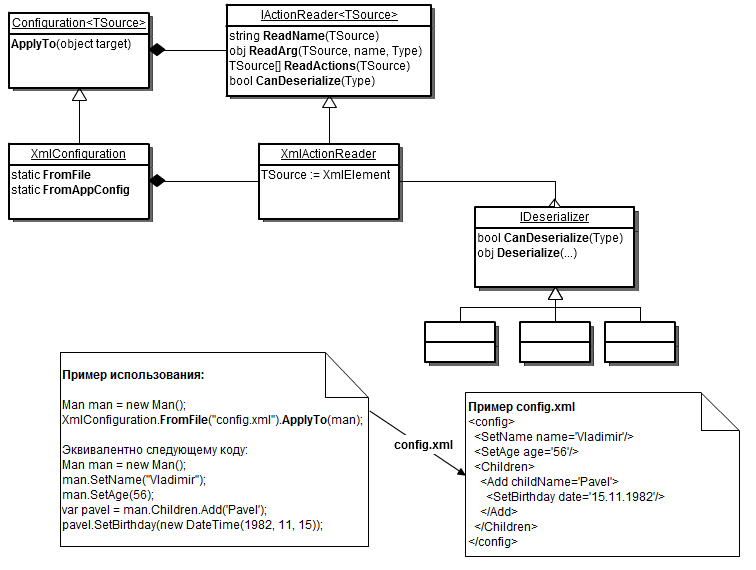 Configuration<TSource>
ApplyTo(object target)
IActionReader<TSource>
string ReadName(TSource)
obj ReadArg(TSource, name, Type)
TSource[] ReadActions(TSource)
bool CanDeserialize(Type)
XmlConfiguration
static FromFile
static FromAppConfig
XmlActionReader
TSource := XmlElement
IDeserializer
bool CanDeserialize(Type)
obj Deserialize(...)
Пример использования:
Man man = new Man();
XmlConfiguration.FromFile("config.xml").ApplyTo(man);
Эквивалентно следующему коду:
Man man = new Man();
man.SetName("Vladimir");
man.SetAge(56);
var pavel = man.Children.Add('Pavel');
pavel.SetBirthday(new DateTime(1982, 11, 15));
config.xml
Пример config.xml
<config>
<SetName name='Vladimir'/>
<SetAge age='56'/>
<Children>
<Add childName='Pavel'>
<SetBirthday date='15.11.1982'/>
</Add>
</Children>
</config>